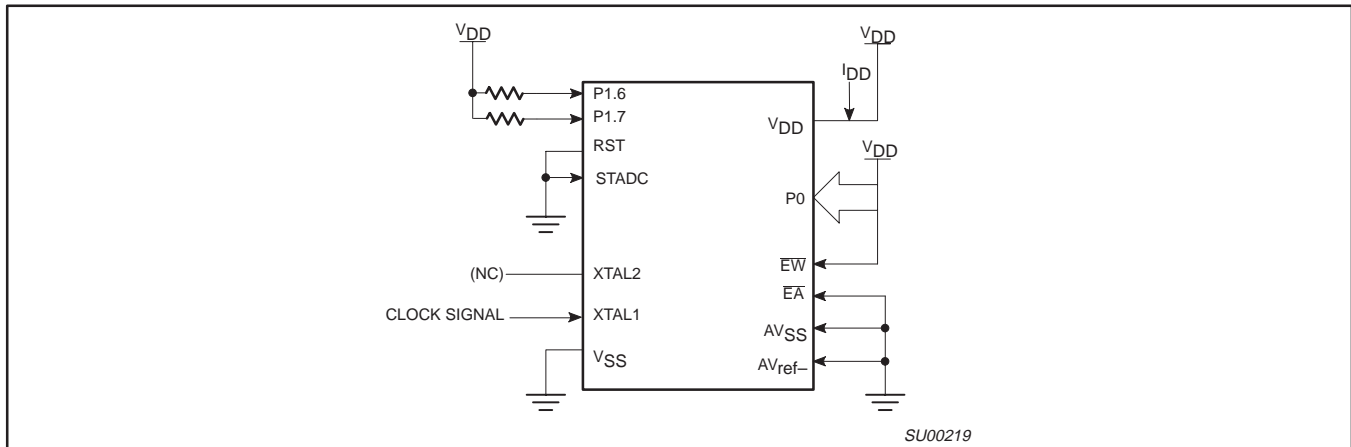 VDD
P1.6
P1.7
RST
STADC
(NC)
XTAL2
CLOCK SIGNAL
XTAL1
VSS
VDD
IDD
VDD
VDD
P0
EW
EA
AVSS
AVref–
SU00219